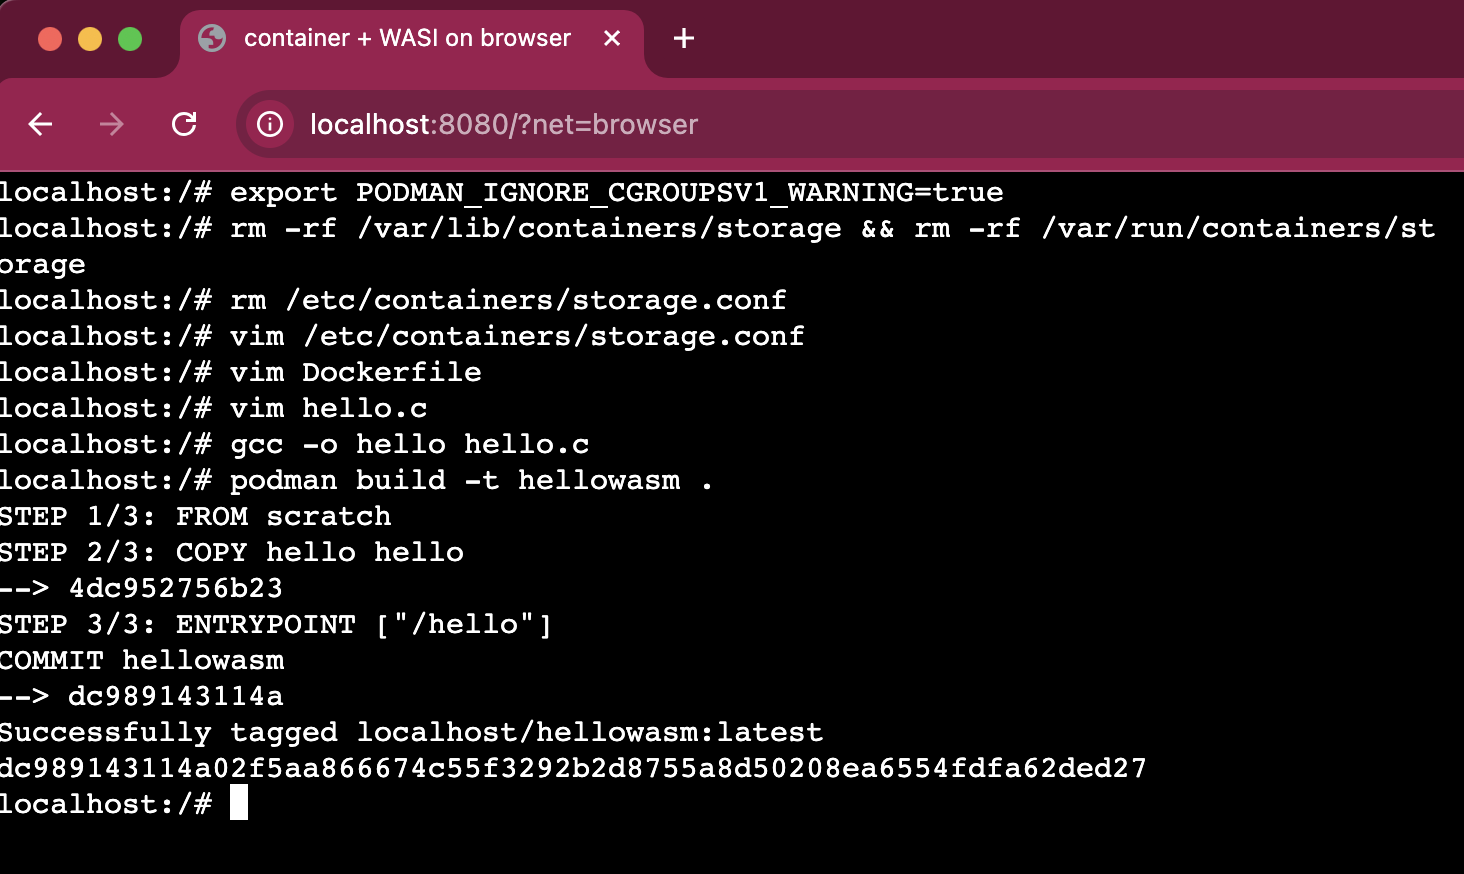 container + WASI on browser
localhost:8080/?net=browser
localhost:/# export PODMAN_IGNORE_CGROUPSV1_WARNING=true
localhost:/# rm -rf /var/lib/containers/storage && rm -rf /var/run/containers/st
orage
localhost:/# rm /etc/containers/storage.conf
localhost:/# vim /etc/containers/storage.conf
localhost:/# vim Dockerfile
localhost:/# vim hello.c
localhost:/# gcc -o hello hello.c
localhost:/# podman build -t hellowasm .
STEP 1/3: FROM scratch
STEP 2/3: COPY hello hello
--> 4dc952756b23
STEP 3/3: ENTRYPOINT ["/hello"]
COMMIT hellowasm
--> dc989143114a
Successfully tagged localhost/hellowasm:latest
dc989143114a02f5aa866674c55f3292b2d8755a8d50208ea6554fdfa62ded27
localhost:/#